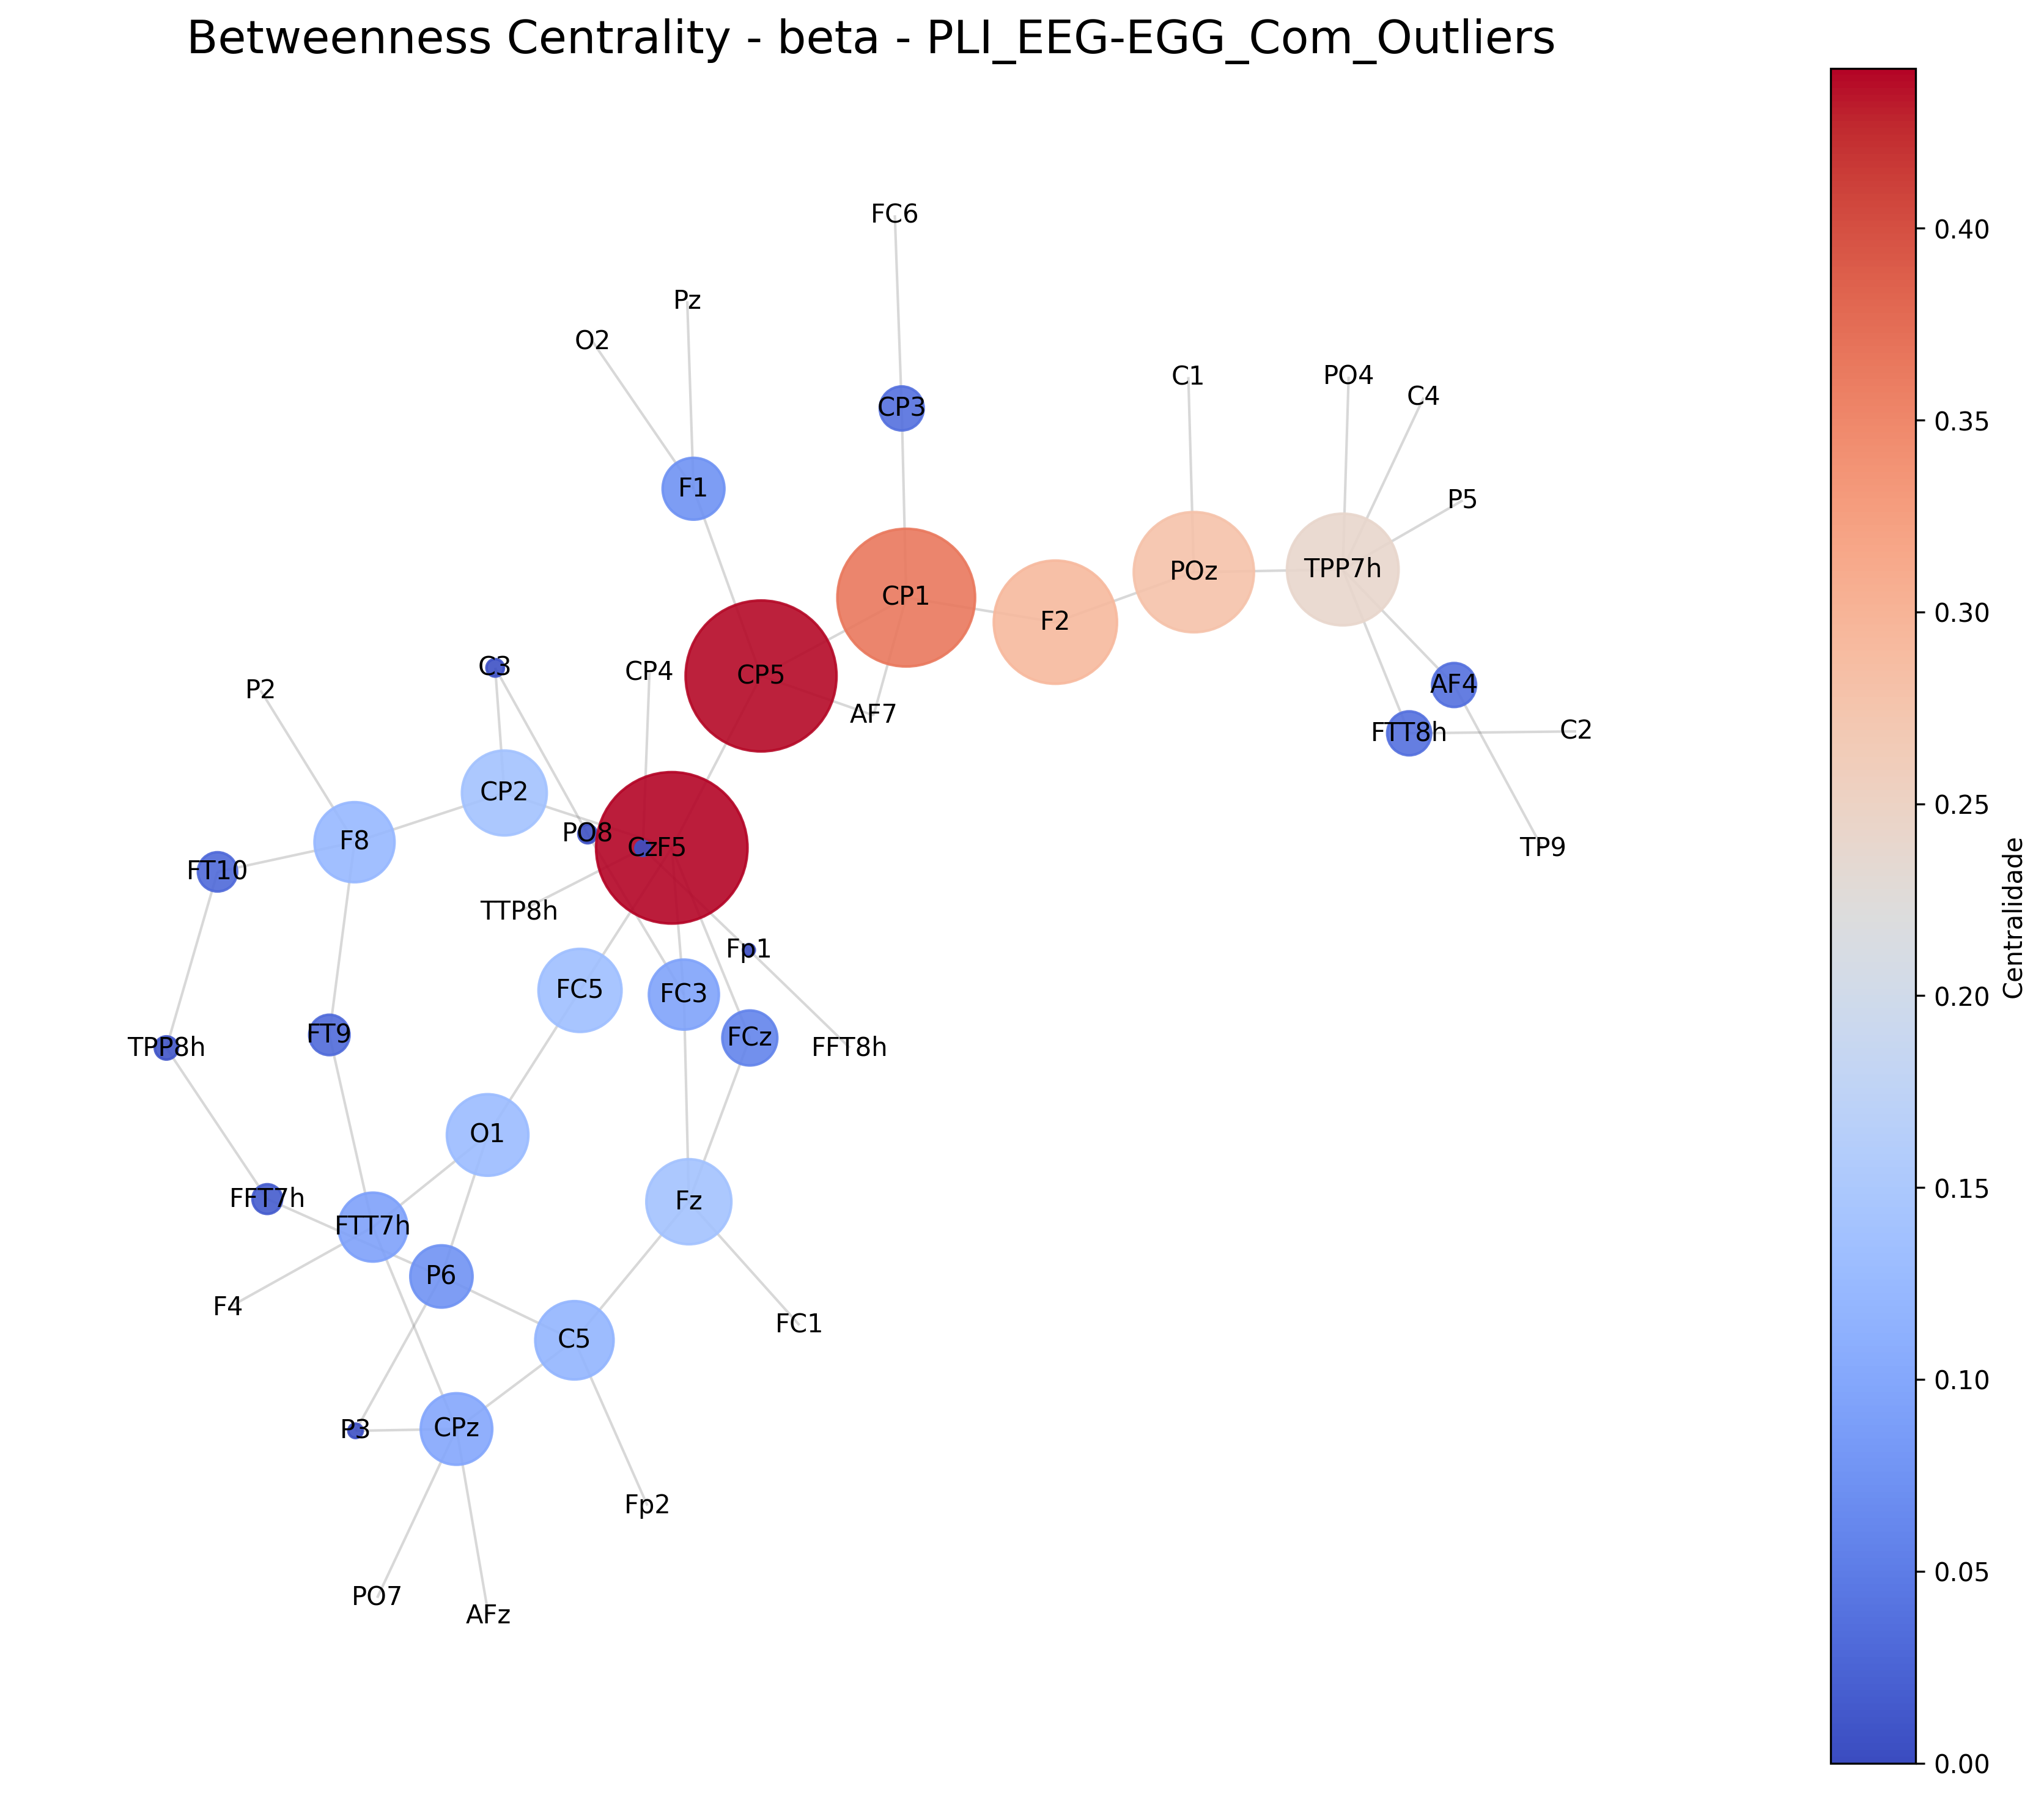 Betweenness Centrality - beta - PLI_EEG-EGG_Com_Outliers
FC6
Pz
O2
C1
PO4
C4
CP3
F1
P5
POz
TPP7h
CP1
F2
C3
CP4
CP5
AF4
P2
AF7
FTT8h
C2
CP2
PO8
F8
Cz
F5
TP9
FT10
TTP8h
Fp1
FC5
FC3
FT9
FCz
TPP8h
FFT8h
O1
FFT7h
Fz
FTT7h
P6
F4
FC1
C5
P3
CPz
Fp2
PO7
AFz
0.40
0.35
0.30
0.25
0.20
0.15
0.10
0.05
0.00
Centralidade